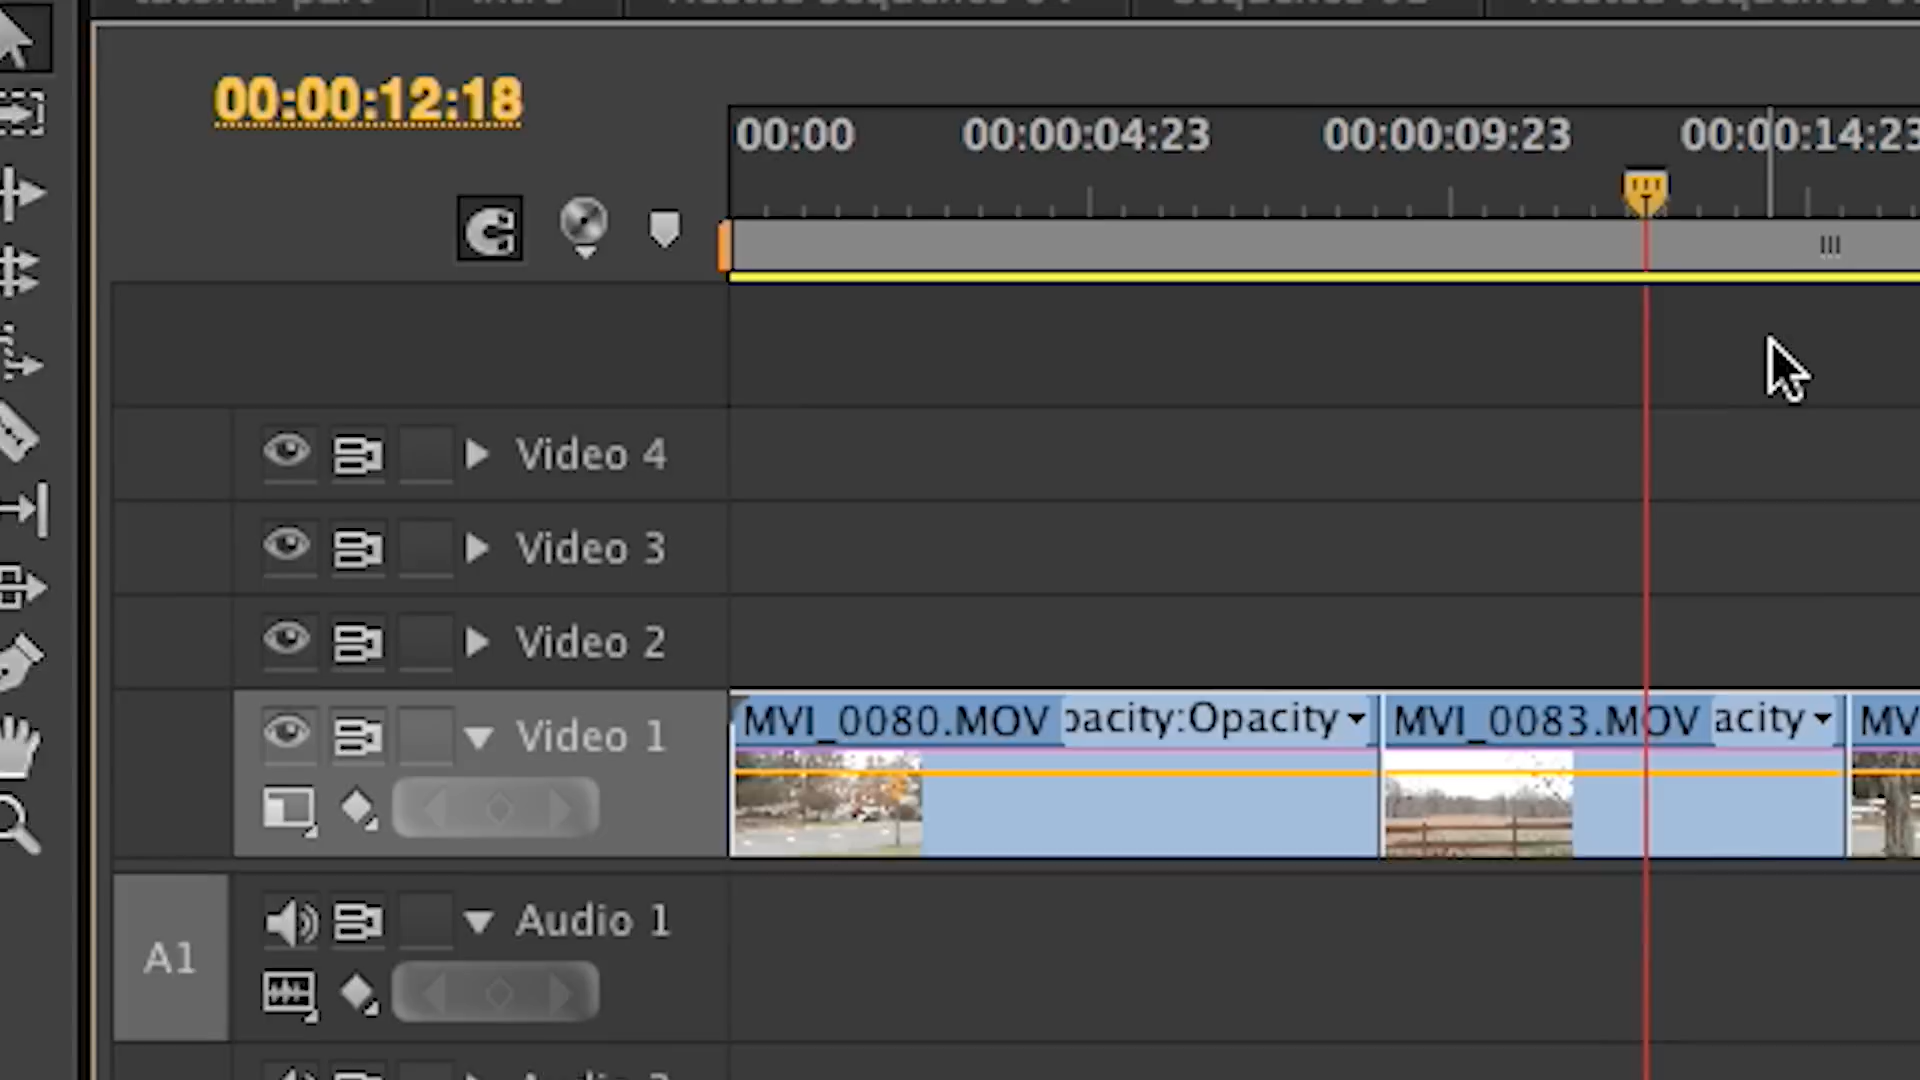 00:00:12:18
00:00 00:00:04:23 00:00:09:23 00:00:14:23
Video 4
Video 3
Video 2
Video 1
MVI_0080.MOV pacity:Opacity MVI_0083.MOV acity MV
Audio 1
A1